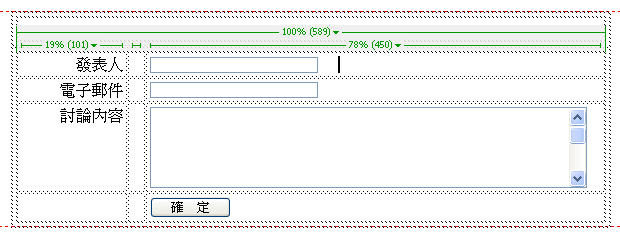 100% (589)
19% (101) 78% (450)
發表人
電子郵件
討論內容
確 定